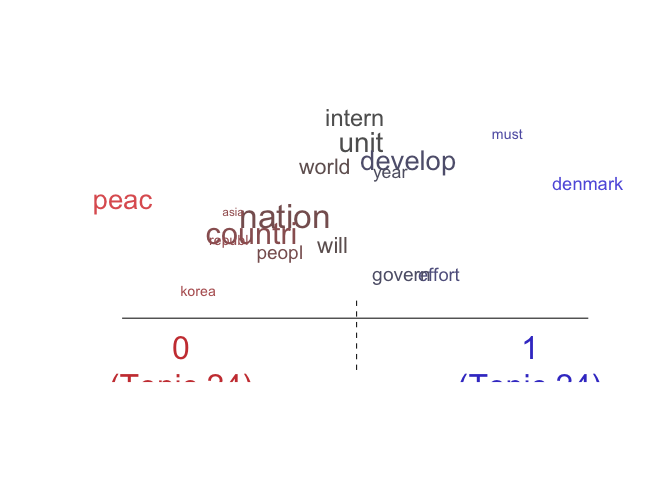 intern
must
unit
develop
world
year
denmark
peac
asia
nation
countri
republ
will
peopl
govern
effort
korea
0
1
(Topic 24)
(Topic 24)